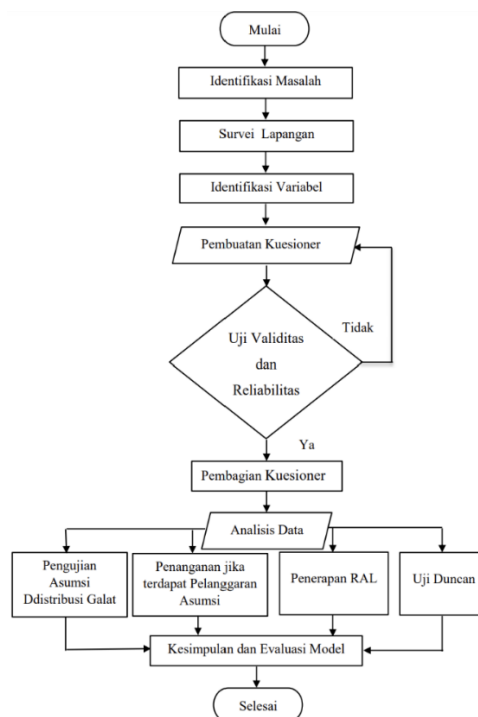 Mulai
Identifikasi Masalah
Survei Lapangan
Identifikasi Variabel
Pembuatan Kuesioner
Tidak
Uji Validitas
dan
Reliabilitas
Ya
Pembagian Kuesioner
Analisis Data
Pengujian
Asumsi
Ddistribusi Galat
Penanganan jika
terdapat Pelanggaran
Asumsi
Penerapan RAL
Uji Duncan
Kesimpulan dan Evaluasi Model
Selesai